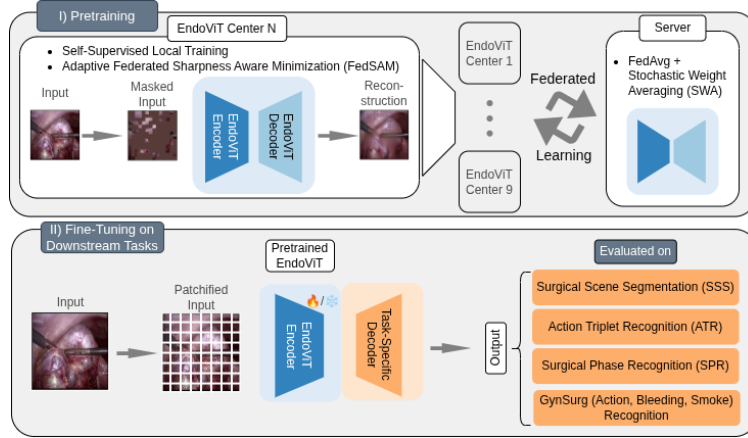 I) Pretraining
EndoViT Center N
• Self-Supervised Local Training
• Adaptive Federated Sharpness Aware Minimization (FedSAM)
Input
Masked
Input
EndoViT
Encoder
EndoViT
Decoder
Recon-
struction
EndoViT
Center 1
EndoViT
Center 9
Federated
Learning
Server
• FedAvg +
Stochastic Weight
Averaging (SWA)
II) Fine-Tuning on
Downstream Tasks
Input
Patchified
Input
Pretrained
EndoViT
EndoViT
Encoder
Task-Specific
Decoder
Output
Evaluated on
Surgical Scene Segmentation (SSS)
Action Triplet Recognition (ATR)
Surgical Phase Recognition (SPR)
GynSurg (Action, Bleeding, Smoke)
Recognition